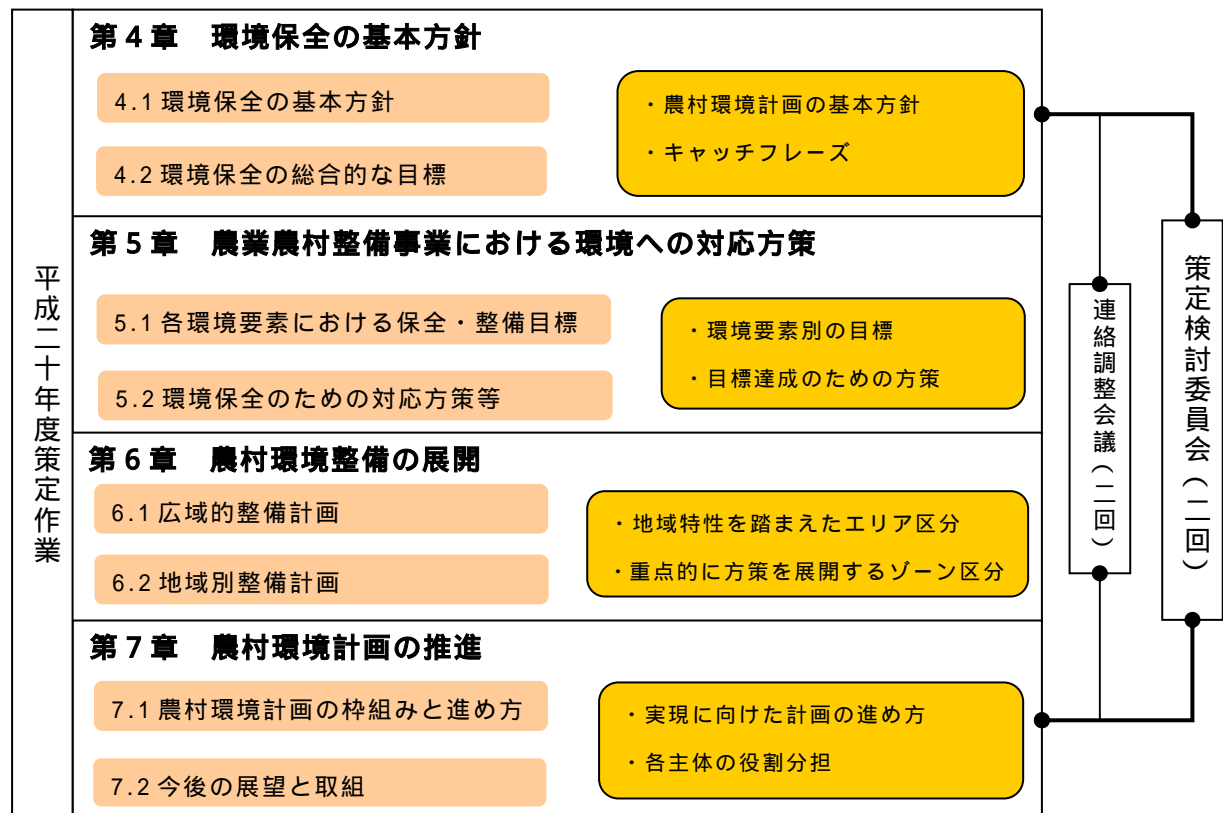 平成二十年度策定作業
第４章　環境保全の基本方針
4.1 環境保全の基本方針
4.2 環境保全の総合的な目標
・農村環境計画の基本方針
・キャッチフレーズ
第５章　農業農村整備事業における環境への対応方策
5.1 各環境要素における保全・整備目標
5.2 環境保全のための対応方策等
・環境要素別の目標
・目標達成のための方策
第６章　農村環境整備の展開
6.1 広域的整備計画
6.2 地域別整備計画
・地域特性を踏まえたエリア区分
・重点的に方策を展開するゾーン区分
第７章　農村環境計画の推進
7.1 農村環境計画の枠組みと進め方
7.2 今後の展望と取組
・実現に向けた計画の進め方
・各主体の役割分担
連絡調整会議（二回）
策定検討委員会（二回）